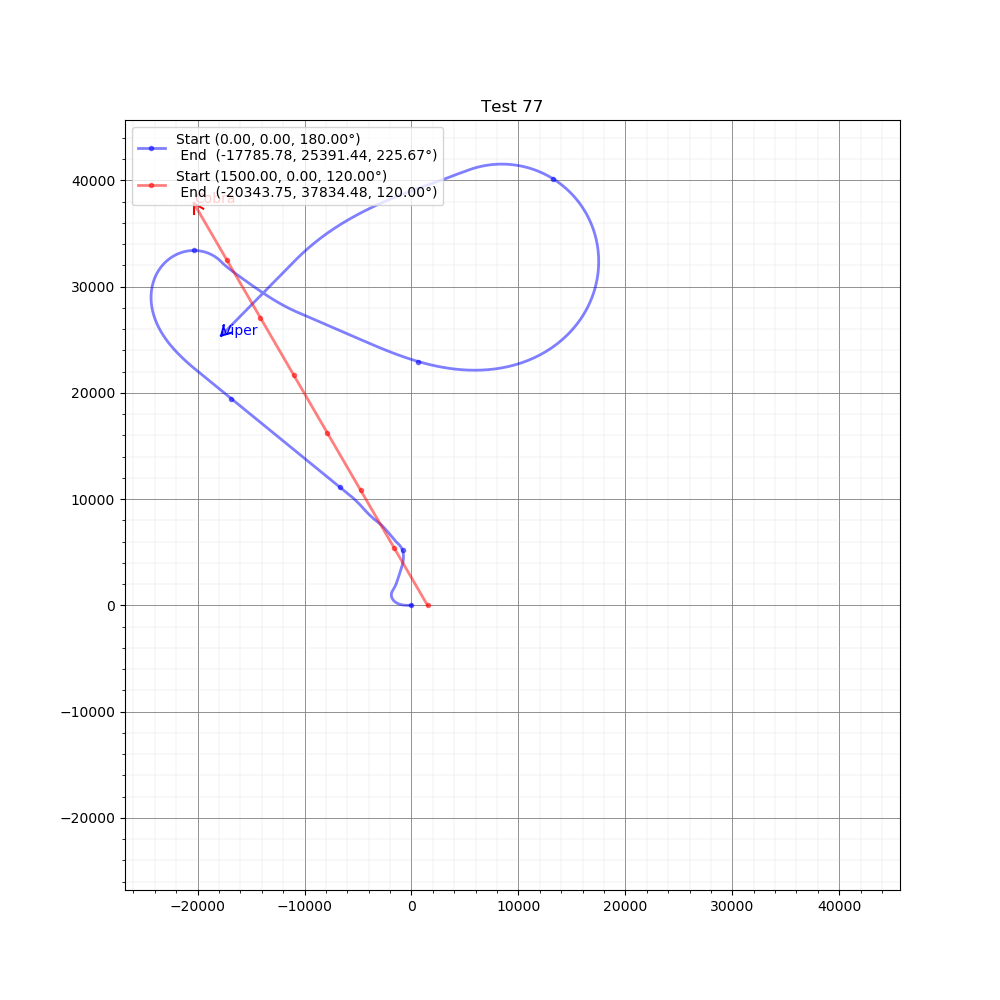 Test 77
Start (0.00, 0.00, 180.00°)
End  (-17785.78, 25391.44, 225.67°)
Start (1500.00, 0.00, 120.00°)
End  (-20343.75, 37834.48, 120.00°)
Cobra
Viper
40000
30000
20000
10000
0
−10000
−20000
−20000 −10000 0 10000 20000 30000 40000